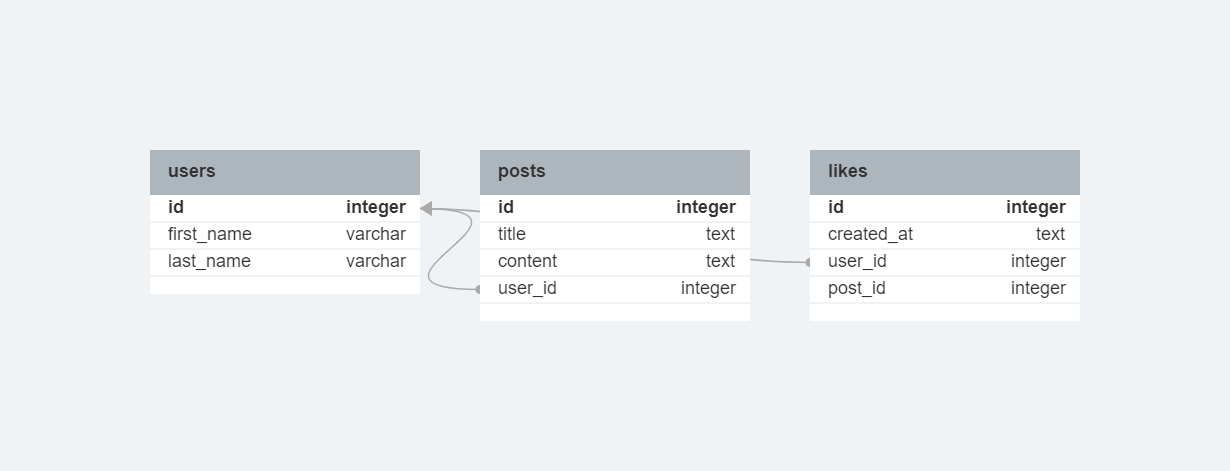 users
id integer
first_name varchar
last_name varchar
posts
id integer
title text
content text
user_id integer
likes
id integer
created_at text
user_id integer
post_id integer